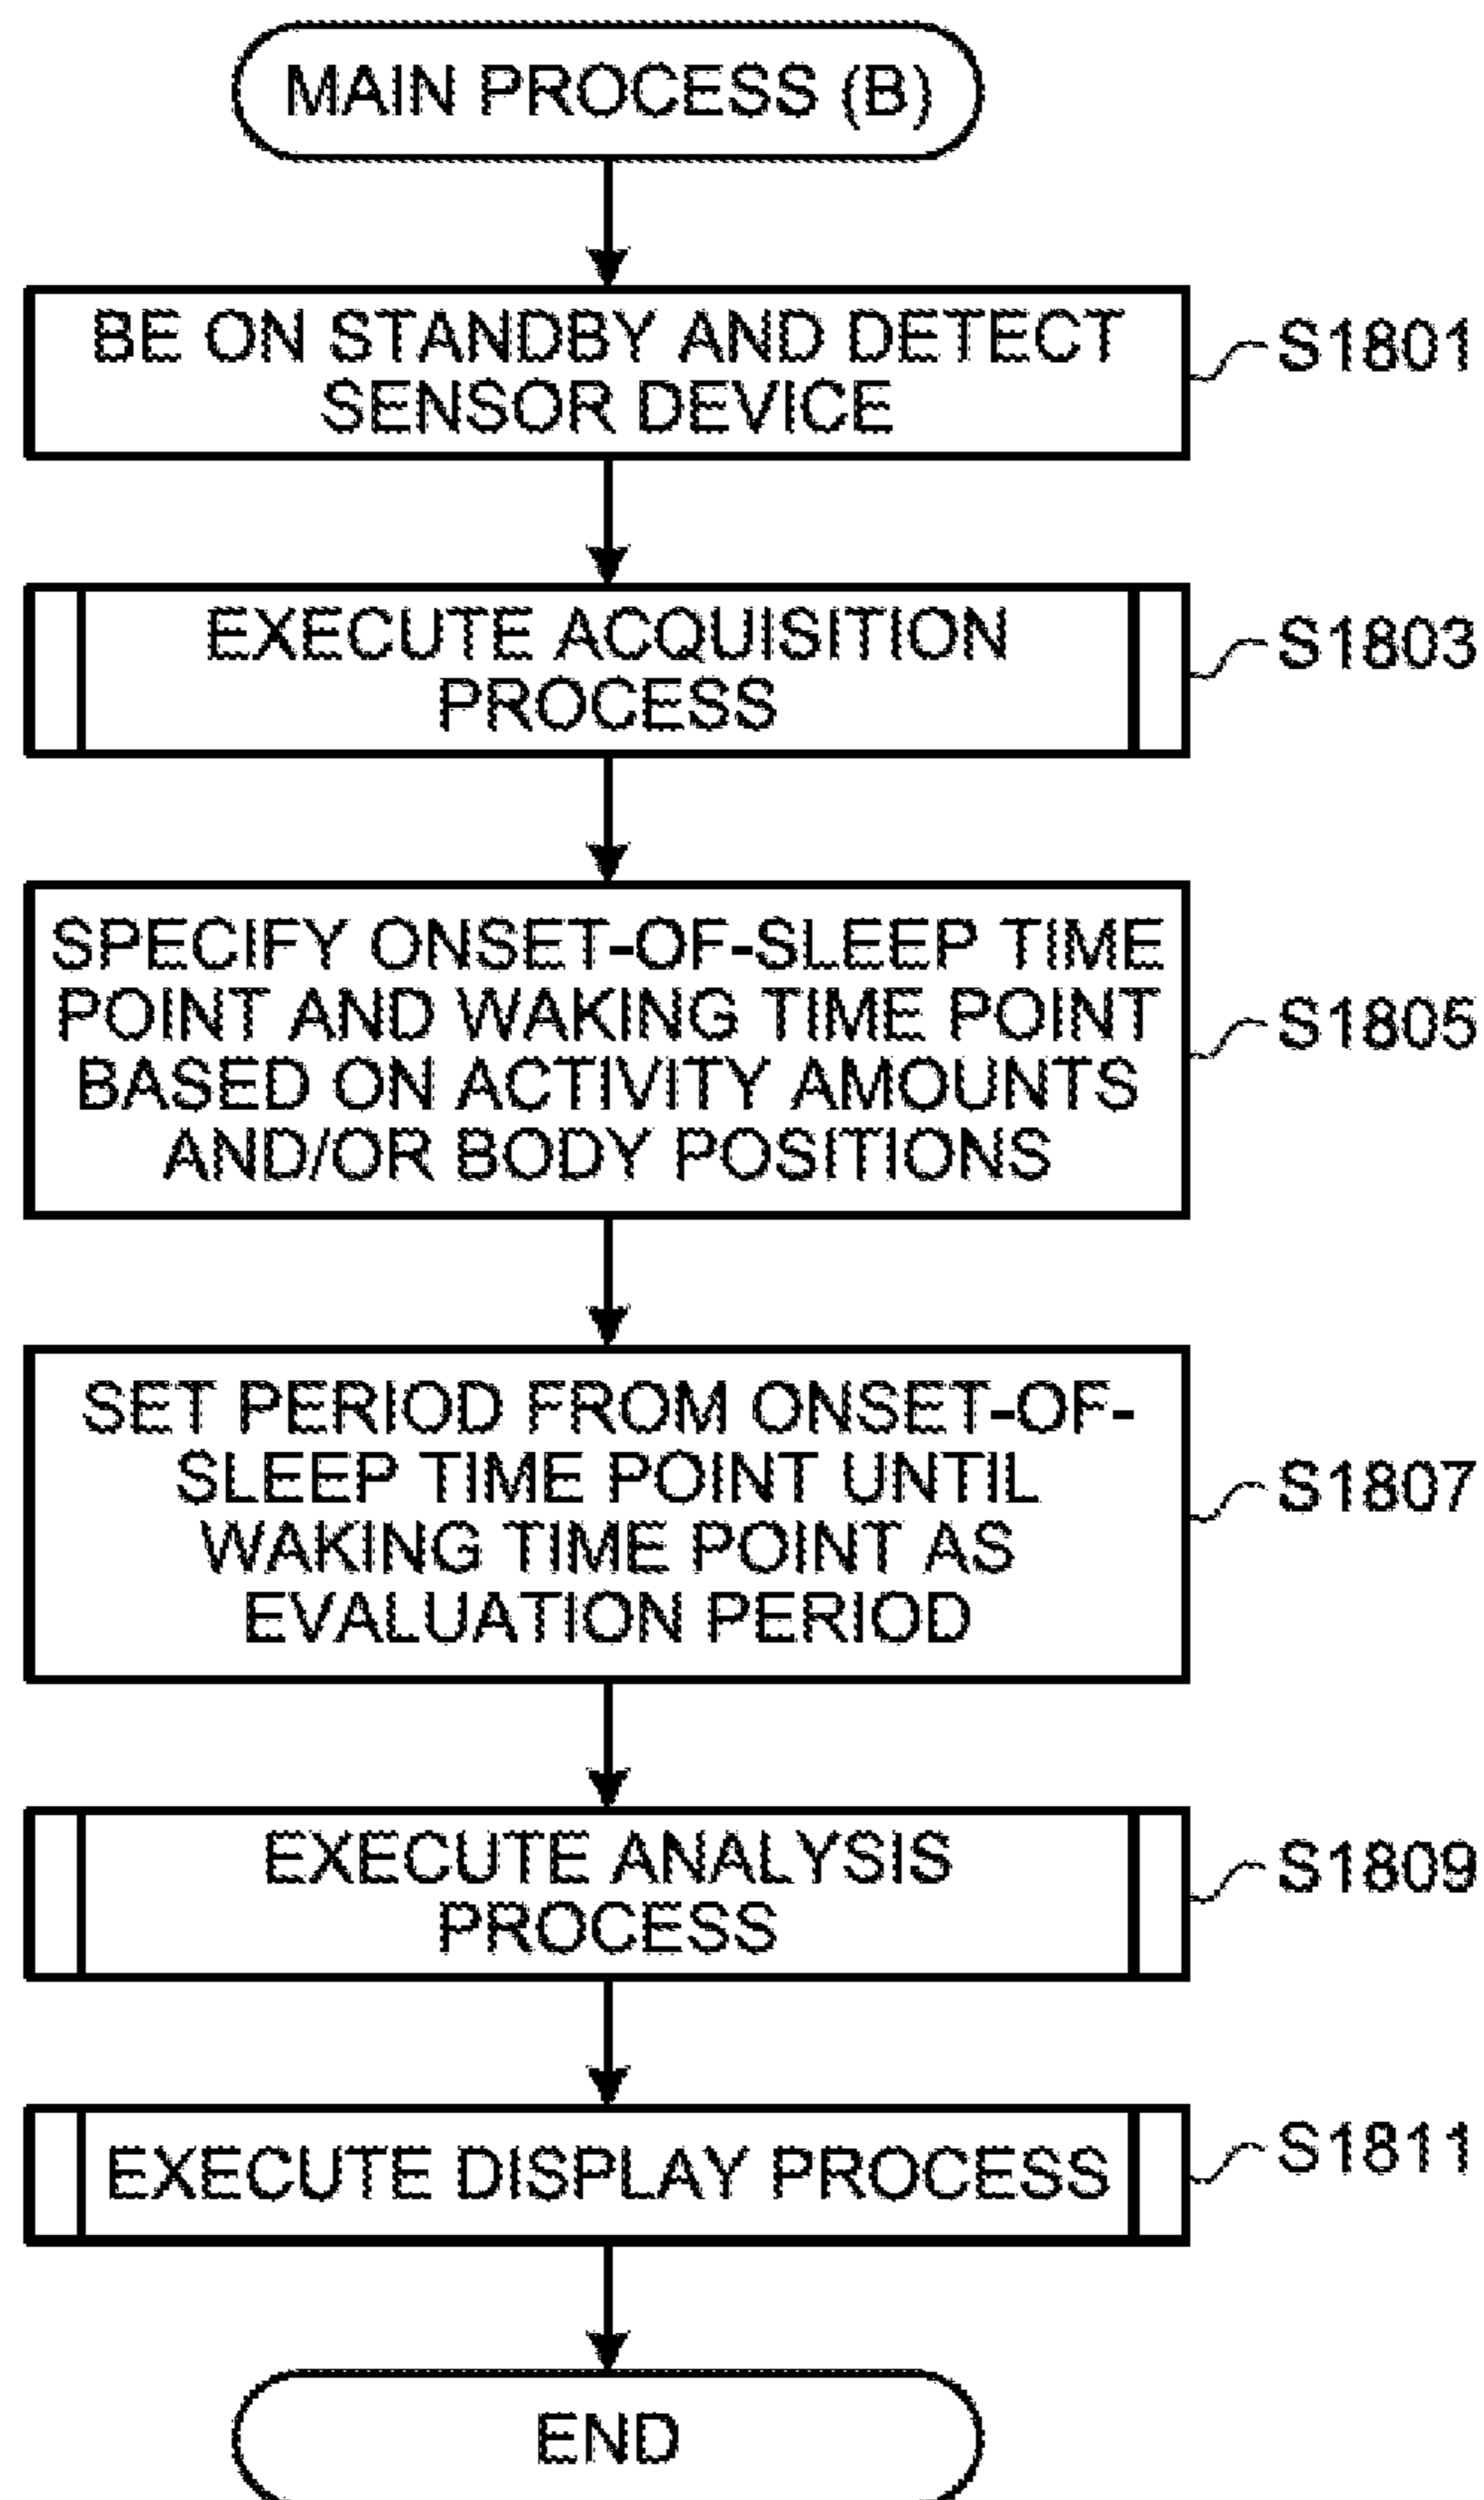 MAIN PROCESS (B)
BE ON STANDBY AND DETECT
SENSOR DEVICE
S1801
EXECUTE ACQUISITION
PROCESS
S1803
SPECIFY ONSET-OF-SLEEP TIME
POINT AND WAKING TIME POINT
BASED ON ACTIVITY AMOUNTS
AND/OR BODY POSITIONS
S1805
SET PERIOD FROM ONSET-OF-
SLEEP TIME POINT UNTIL
WAKING TIME POINT AS
EVALUATION PERIOD
S1807
EXECUTE ANALYSIS
PROCESS
S1809
EXECUTE DISPLAY PROCESS
S1811
END